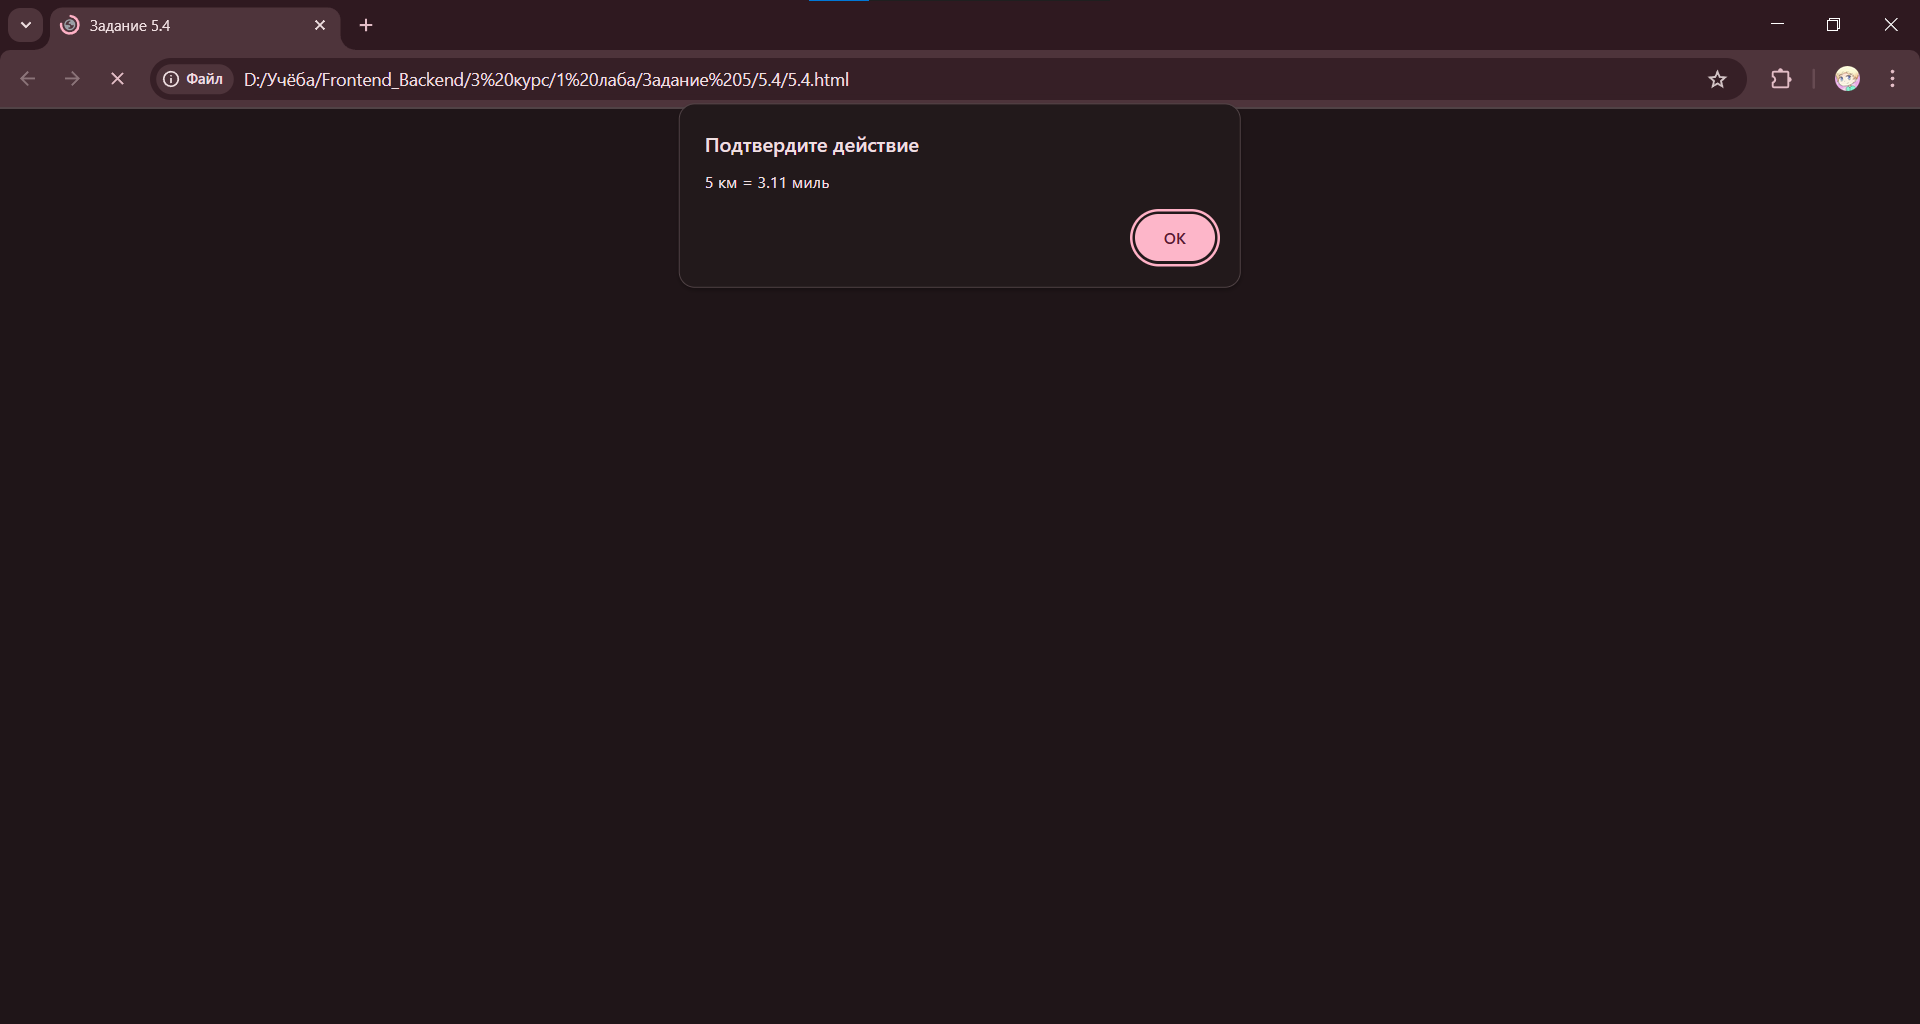 Задание 5.4
Файл D:/Учёба/Frontend_Backend/3%20курс/1%20лаба/Задание%205/5.4/5.4.html
Подтвердите действие
5 км = 3.11 миль
ОК